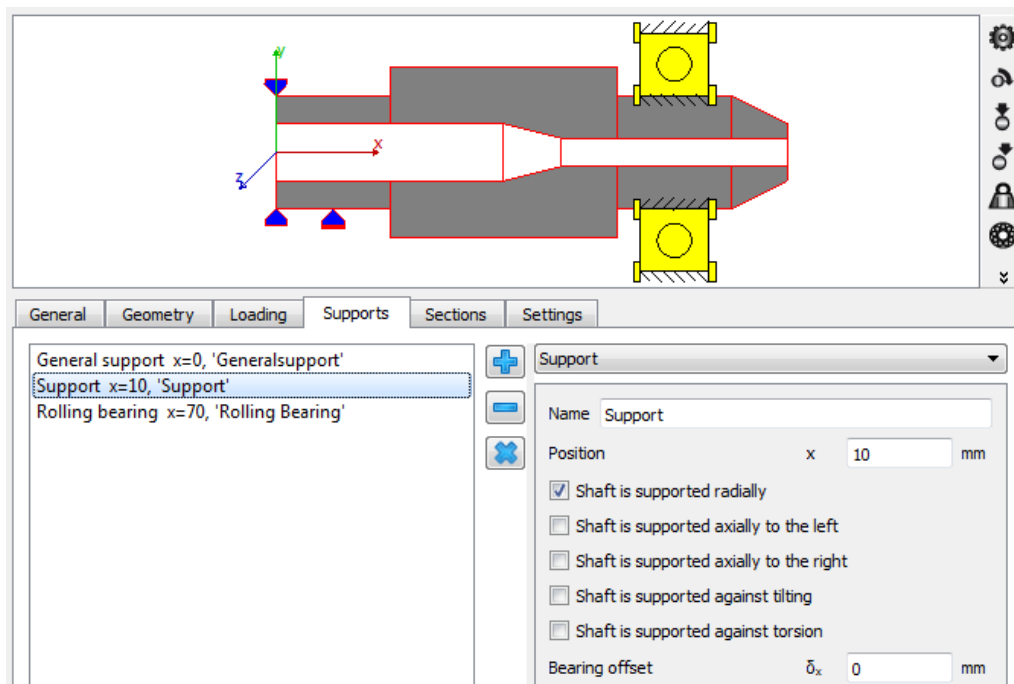 y
x
z
General Geometry Loading Supports Sections Settings
General support x=0, 'Generalsupport'
Support x=10, 'Support'
Rolling bearing x=70, 'Rolling Bearing'
Support
Name Support
Position x 10 mm
Shaft is supported radially
Shaft is supported axially to the left
Shaft is supported axially to the right
Shaft is supported against tilting
Shaft is supported against torsion
Bearing offset δx 0 mm